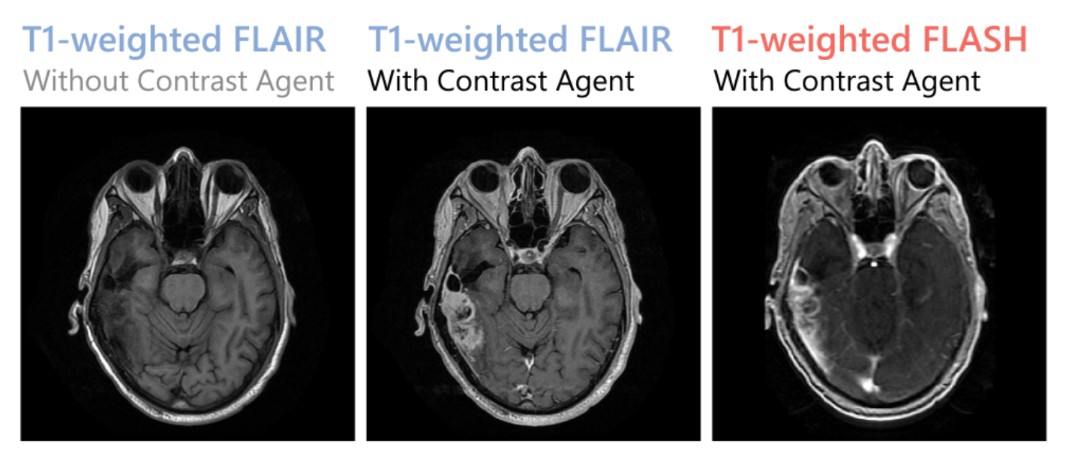 T1-weighted FLAIR
Without Contrast Agent
T1-weighted FLAIR
With Contrast Agent
T1-weighted FLASH
With Contrast Agent